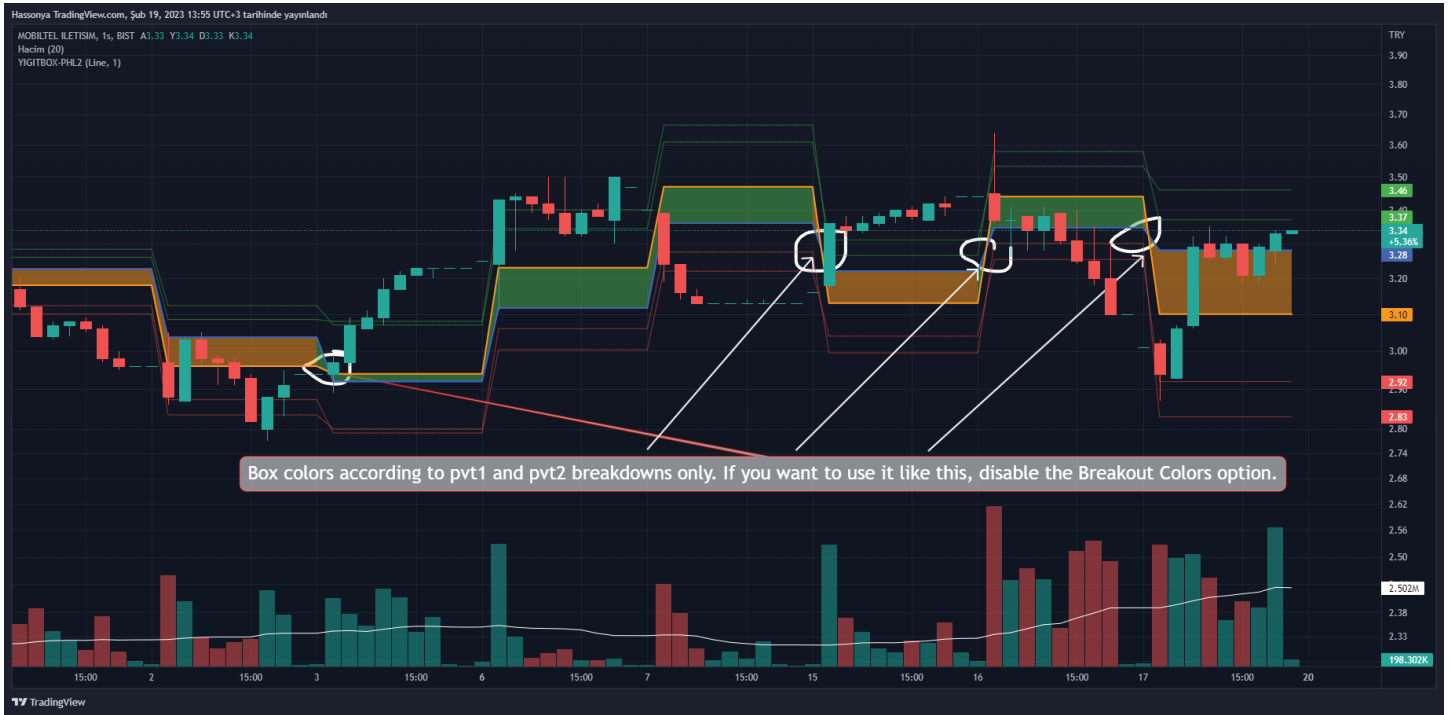 Hassonya TradingView.com, Şub 19, 2023 13:55 UTC+3 tarihinde yayınlandı
MOBILTEL ILETISIM, 1s, BIST A3.33 Y3.34 D3.33 K3.34
Hacim (20)
YIGITBOX-PHL2 (Line, 1)
TRY
3.90
3.80
3.70
3.60
3.50
3.46
3.40
3.37
3.34
+5.36%
3.28
3.20
3.10
3.00
2.92
2.90
2.83
2.80
2.74
2.68
2.62
2.56
2.50
2.502M
2.38
2.33
198.302K
Box colors according to pvt1 and pvt2 breakdowns only. If you want to use it like this, disable the Breakout Colors option.
15:00 2 15:00 3 15:00 6 15:00 7 15:00 15 15:00 16 15:00 17 15:00 20
TradingView